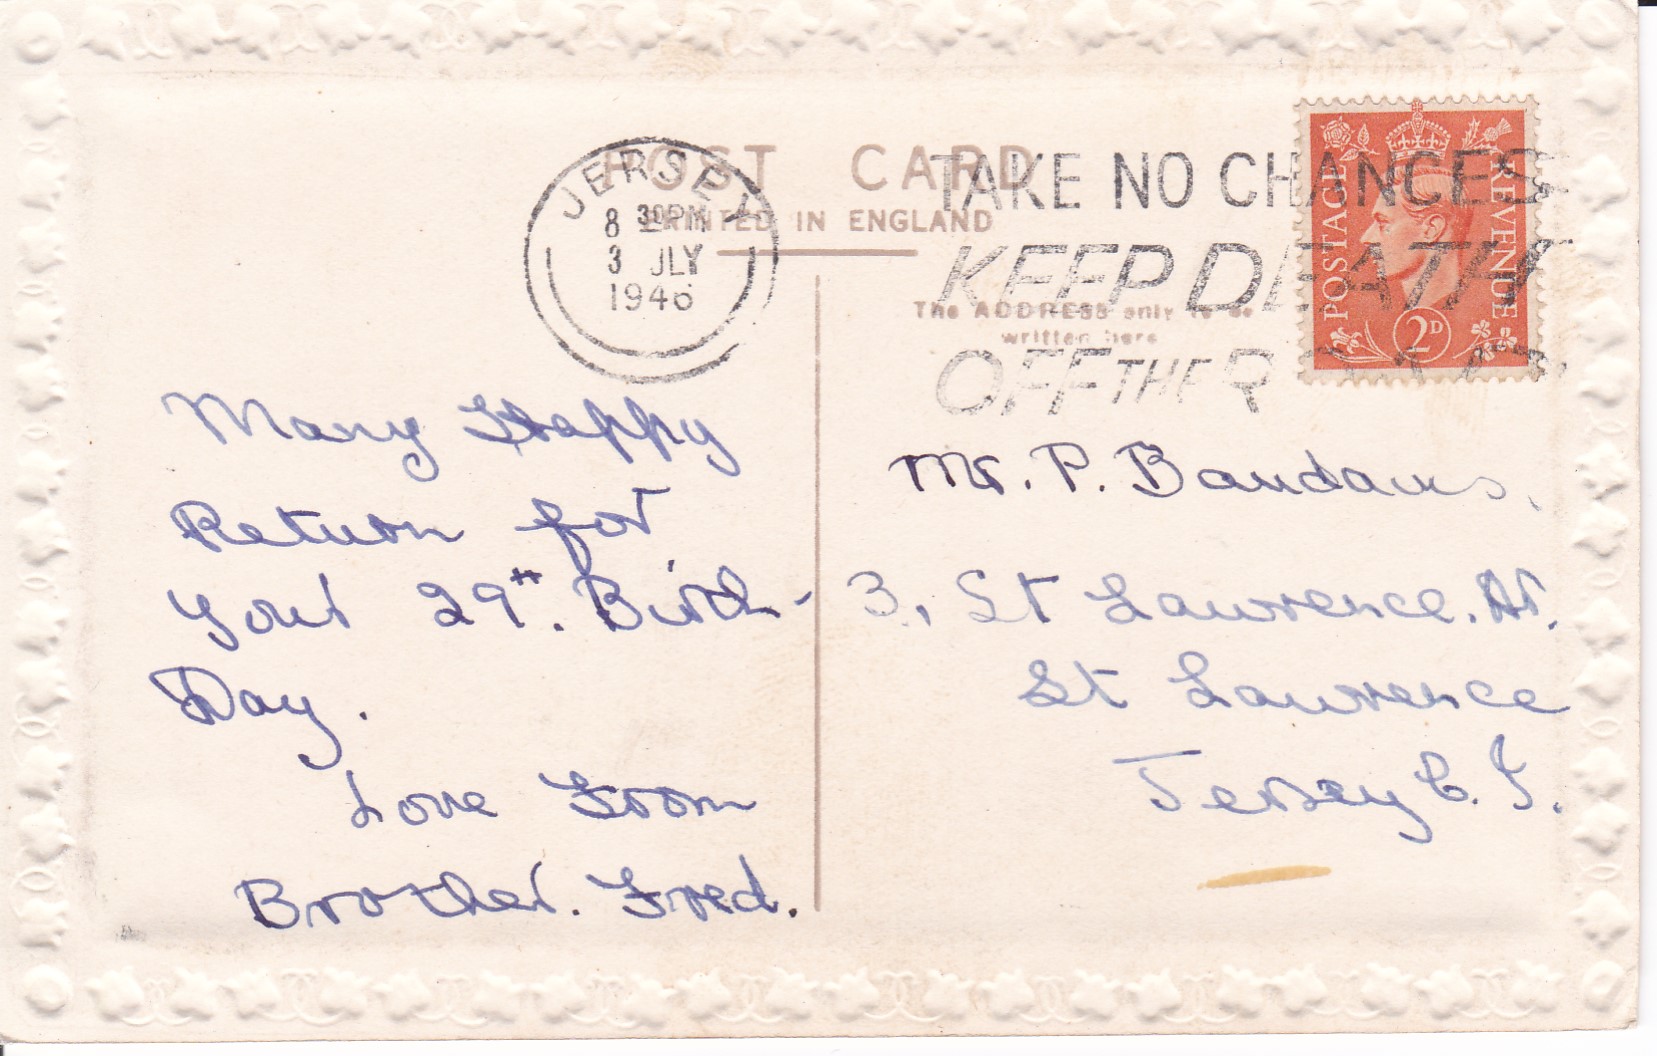 POST CARD
PRINTED IN ENGLAND
JERSEY
8 30PM
3 JLY
1946
TAKE NO CHANCES
KEEP DEATH
OFF THE ROAD
POSTAGE
REVENUE
2D
The ADDRESS only to be
written here
Many Happy
Return for
your 29th. Birth-
Day.
Love From
Brother. Fred.
Mr. P.
3, St Lawrence. Av.
St Lawrence
Jersey C. I.